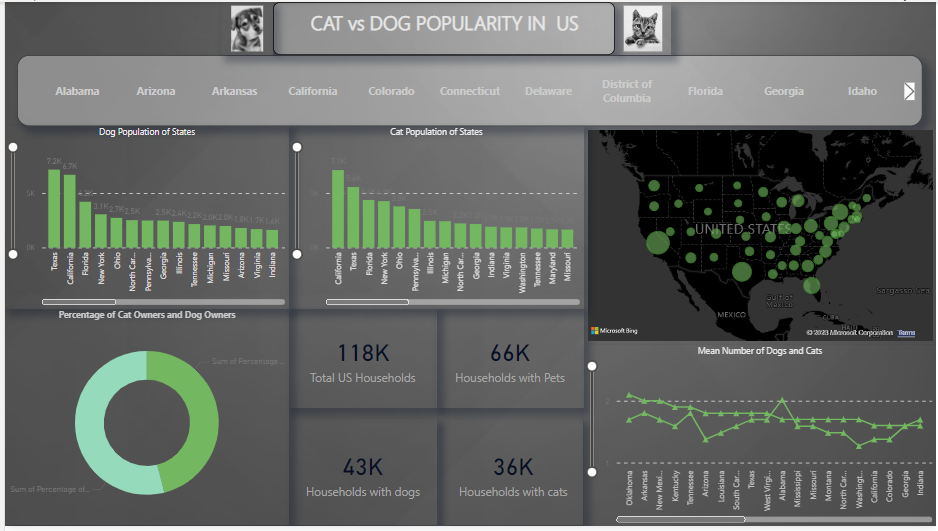 CAT vs DOG POPULARITY IN US
Alabama
Arizona
Arkansas
California
Colorado
Connecticut
Delaware
District of
Columbia
Florida
Georgia
Idaho
Dog Population of States
7.2K
6.7K
3.1K
2.7K
2.5K
2.5K
2.4K
2.2K
2.0K
2.0K
1.8K
1.7K
1.4K
0K
Texas
California
Florida
New York
Ohio
North Car...
Pennsylva...
Georgia
Illinois
Tennessee
Michigan
Missouri
Arizona
Virginia
Indiana
Cat Population of States
7.1K
0K
California
Texas
Florida
New York
Ohio
Pennsylva...
Illinois
Michigan
North Car...
Georgia
Indiana
Virginia
Washington
Tennessee
Maryland
Missouri
UNITED STATES
MEXICO
Gulf of
Mexico
Sargasso Sea
CUBA
Microsoft Bing
© 2023 Microsoft Corporation Terms
Percentage of Cat Owners and Dog Owners
Sum of Percentage...
Sum of Percentage of...
118K
Total US Households
66K
Households with Pets
43K
Households with dogs
36K
Households with cats
Mean Number of Dogs and Cats
2
1
Oklahoma
Arkansas
New Mexi...
Kentucky
Tennessee
Arizona
Louisiana
South Car...
Texas
West Virgi...
Alabama
Mississippi
Missouri
Montana
North Car...
Washingt...
California
Colorado
Georgia
Indiana